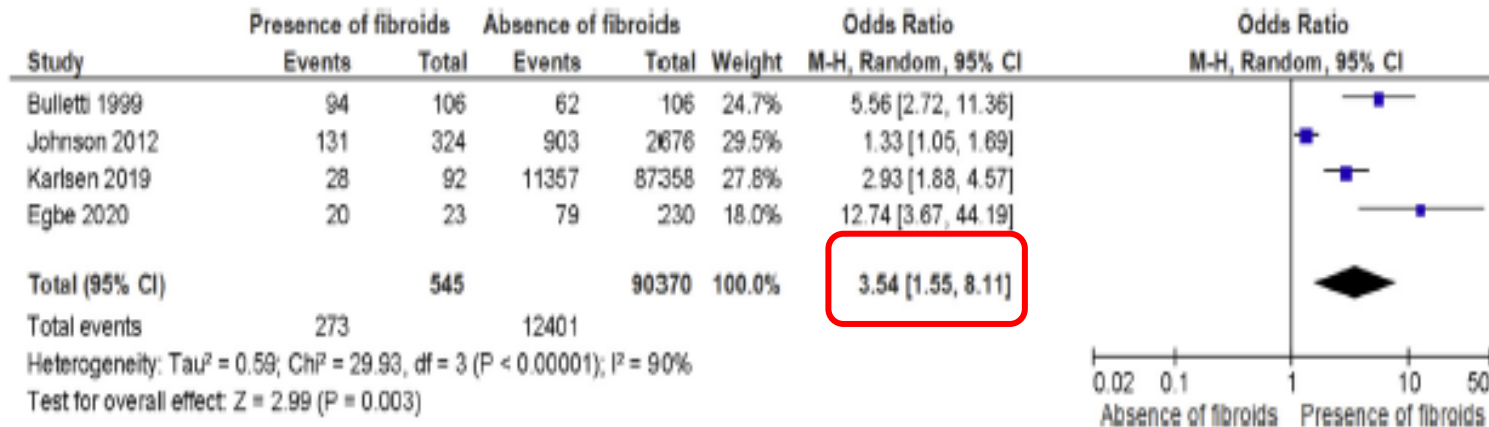 Presence of fibroids Absence of fibroids Odds Ratio Odds Ratio
Study Events Total Events Total Weight M-H, Random, 95% CI M-H, Random, 95% CI
Bulletti 1999 94 106 62 106 24.7% 5.56 [2.72, 11.36]
Johnson 2012 131 324 903 2676 29.5% 1.33 [1.05, 1.69]
Karlsen 2019 28 92 11357 87358 27.8% 2.93 [1.88, 4.57]
Egbe 2020 20 23 79 230 18.0% 12.74 [3.67, 44.19]
Total (95% CI) 545 90370 100.0% 3.54 [1.55, 8.11]
Total events 273 12401
Heterogeneity: Tau² = 0.59; Chi² = 29.93, df = 3 (P < 0.00001); I² = 90%
Test for overall effect: Z = 2.99 (P = 0.003)
0.02 0.1 1 10 50
Absence of fibroids Presence of fibroids